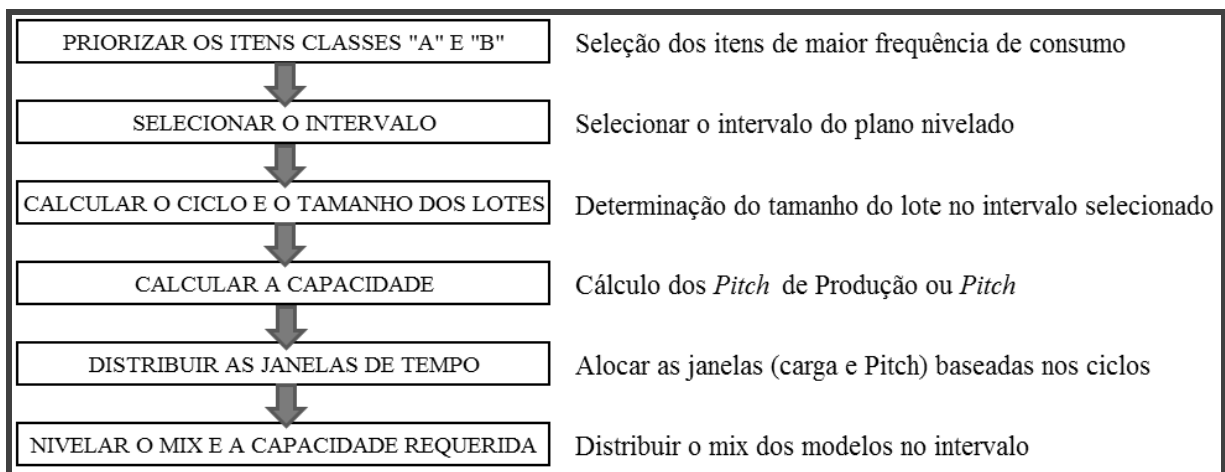 PRIORIZAR OS ITENS CLASSES "A" E "B"
Seleção dos itens de maior frequência de consumo
SELECIONAR O INTERVALO
Selecionar o intervalo do plano nivelado
CALCULAR O CICLO E O TAMANHO DOS LOTES
Determinação do tamanho do lote no intervalo selecionado
CALCULAR A CAPACIDADE
Cálculo dos Pitch de Produção ou Pitch
DISTRIBUIR AS JANELAS DE TEMPO
Alocar as janelas (carga e Pitch) baseadas nos ciclos
NIVELAR O MIX E A CAPACIDADE REQUERIDA
Distribuir o mix dos modelos no intervalo